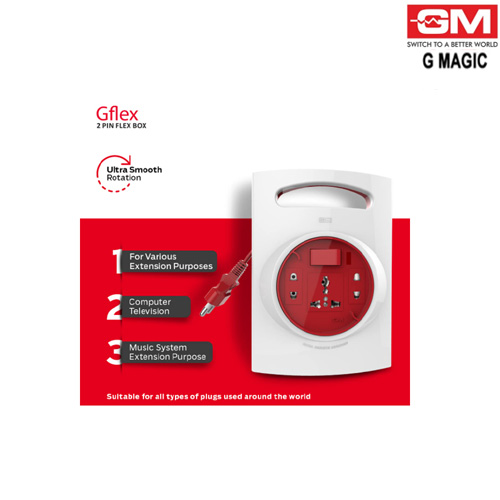 GM
SWITCH TO A BETTER WORLD
G MAGIC
Gflex
2 PIN FLEX BOX
Ultra Smooth
Rotation
1
For Various
Extension Purposes
2
Computer
Television
3
Music System
Extension Purpose
Suitable for all types of plugs used around the world